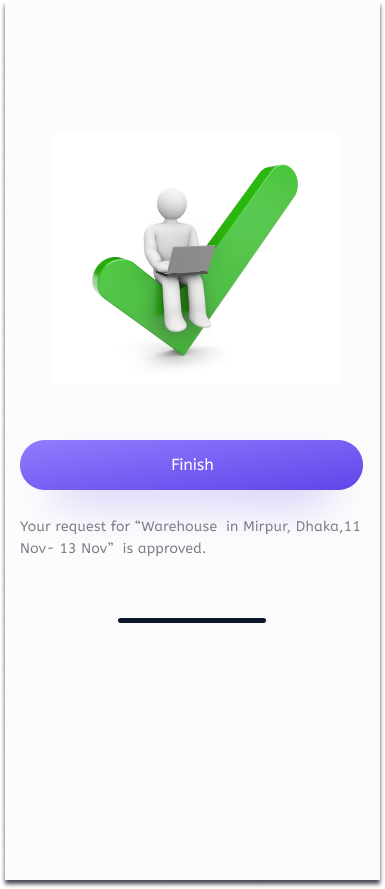 Finish
Your request for “Warehouse  in Mirpur, Dhaka,11
Nov- 13 Nov”  is approved.